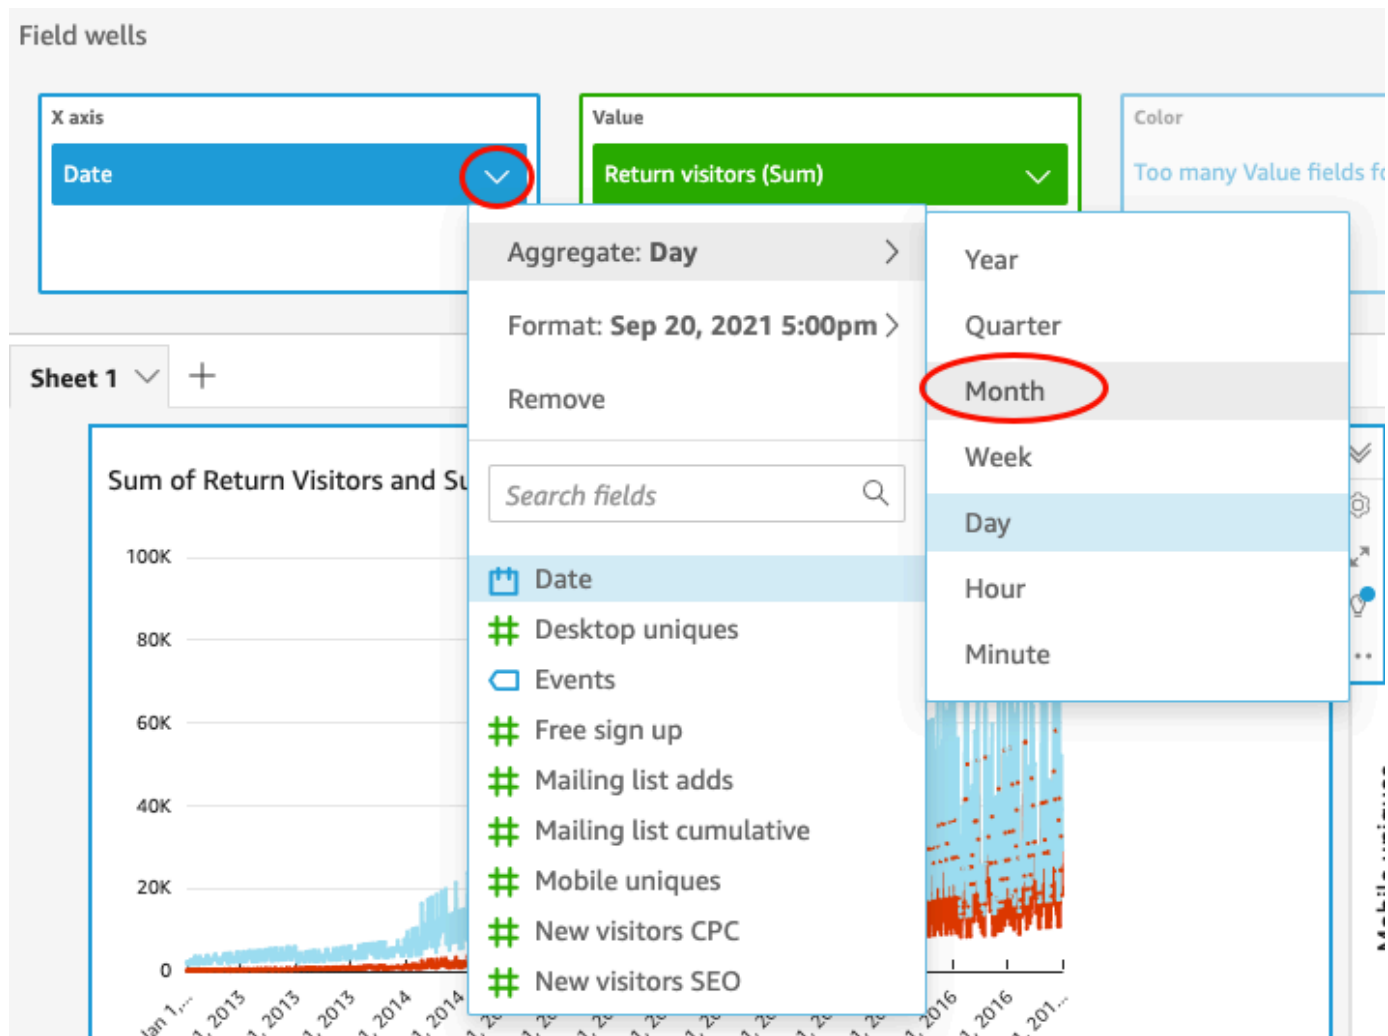 Field wells
X axis
Date
Value
Return visitors (Sum)
Color
Too many Value fields
Aggregate: Day
Format: Sep 20, 2021 5:00pm
Remove
Search fields
Date
Desktop uniques
Events
Free sign up
Mailing list adds
Mailing list cumulative
Mobile uniques
New visitors CPC
New visitors SEO
Year
Quarter
Month
Week
Day
Hour
Minute
Sheet 1
Sum of Return Visitors and
100K
80K
60K
40K
20K
0
2013
2013
2013
2014
2014
2016
2016
Mobile uniques